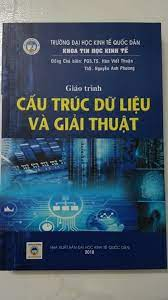 TRƯỜNG ĐẠI HỌC KINH TẾ QUỐC DÂN
KHOA TIN HỌC KINH TẾ
Đồng Chủ biên: PGS.TS. Hàn Viết Thuận
ThS. Nguyễn Anh Phương
Giáo trình
CẤU TRÚC DỮ LIỆU
VÀ GIẢI THUẬT
NHÀ XUẤT BẢN ĐẠI HỌC KINH TẾ QUỐC DÂN
2018